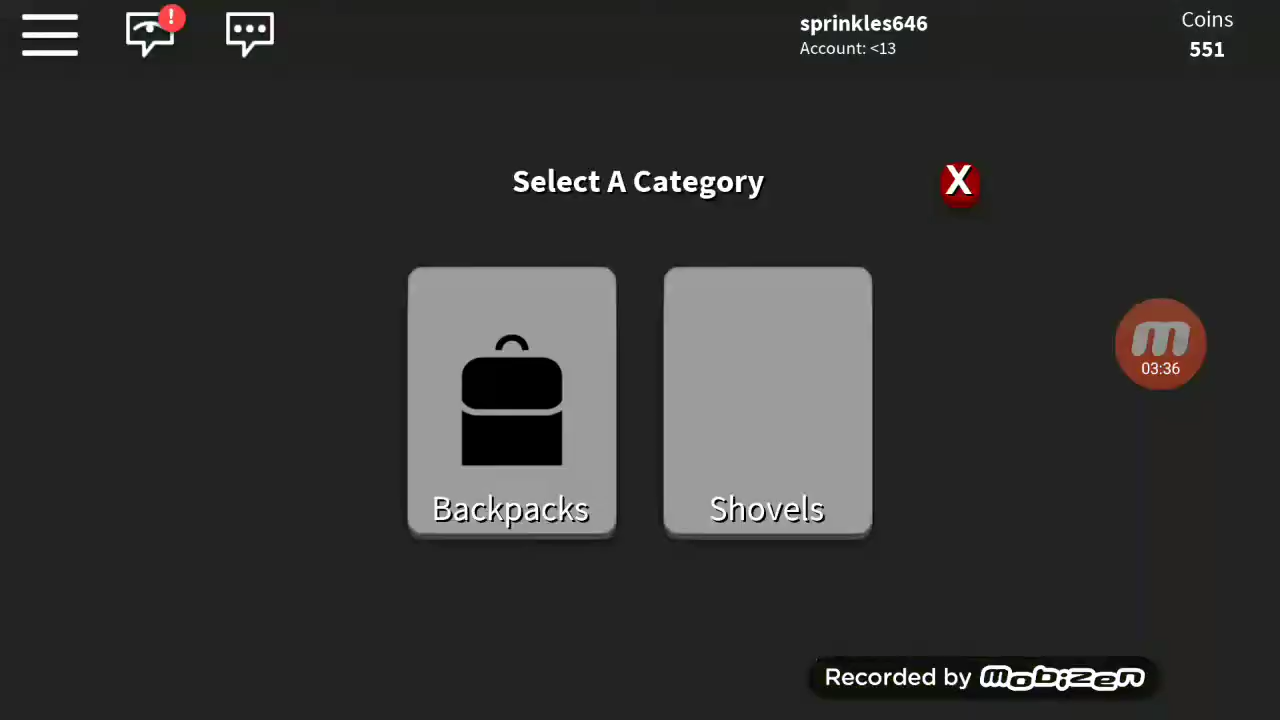 !
sprinkles646
Account: <13
Coins
551
Select A Category
X
m
03:36
Backpacks
Shovels
Recorded by mobizen